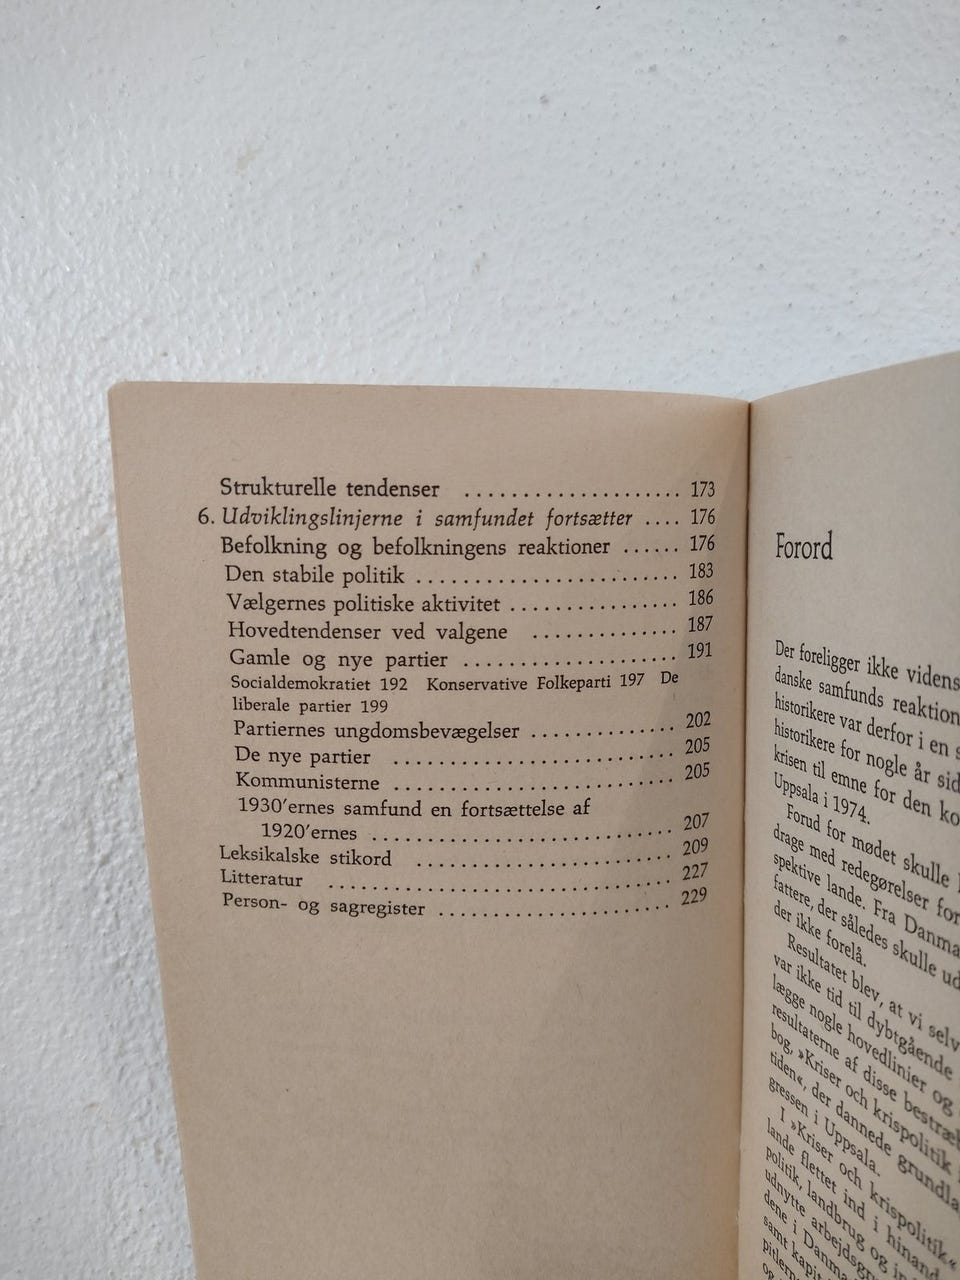 Strukturelle tendenser ..................... 173
6. Udviklingslinjerne i samfundet fortsætter .... 176
Befolkning og befolkningens reaktioner ...... 176
Den stabile politik .......................... 183
Vælgernes politiske aktivitet ................. 186
Hovedtendenser ved valgene .............. 187
Gamle og nye partier ..................... 191
Socialdemokratiet 192 Konservative Folkeparti 197 De
liberale partier 199
Partiernes ungdomsbevægelser .............. 202
De nye partier ........................... 205
Kommunisterne ........................... 205
1930'ernes samfund en fortsættelse af
1920'ernes ............................. 207
Leksikalske stikord ........................ 209
Litteratur ................................. 227
Person- og sagregister ...................... 229
Forord
Der foreligger ikke videns
danske samfunds reaktion
historikere var derfor i en s
historikere for nogle år sid
krisen til emne for den ko
Uppsala i 1974.
Forud for mødet skulle
drage med redegørelser for
spektive lande. Fra Danma
fattere, der således skulle ud
der ikke forelå.
Resultatet blev, at vi selv
var ikke tid til dybtgående
lægge nogle hovedlinier og
resultaterne af disse bestræ
bog, »Kriser och krispolitik
tiden«, der dannede grundla
gressen i Uppsala.
I »Kriser och krispolitik«
lande flettet ind i hinand
politik, landbrug og in
udnytte arbejdsgr
dene i Danm
samt kapit
pitlern
og